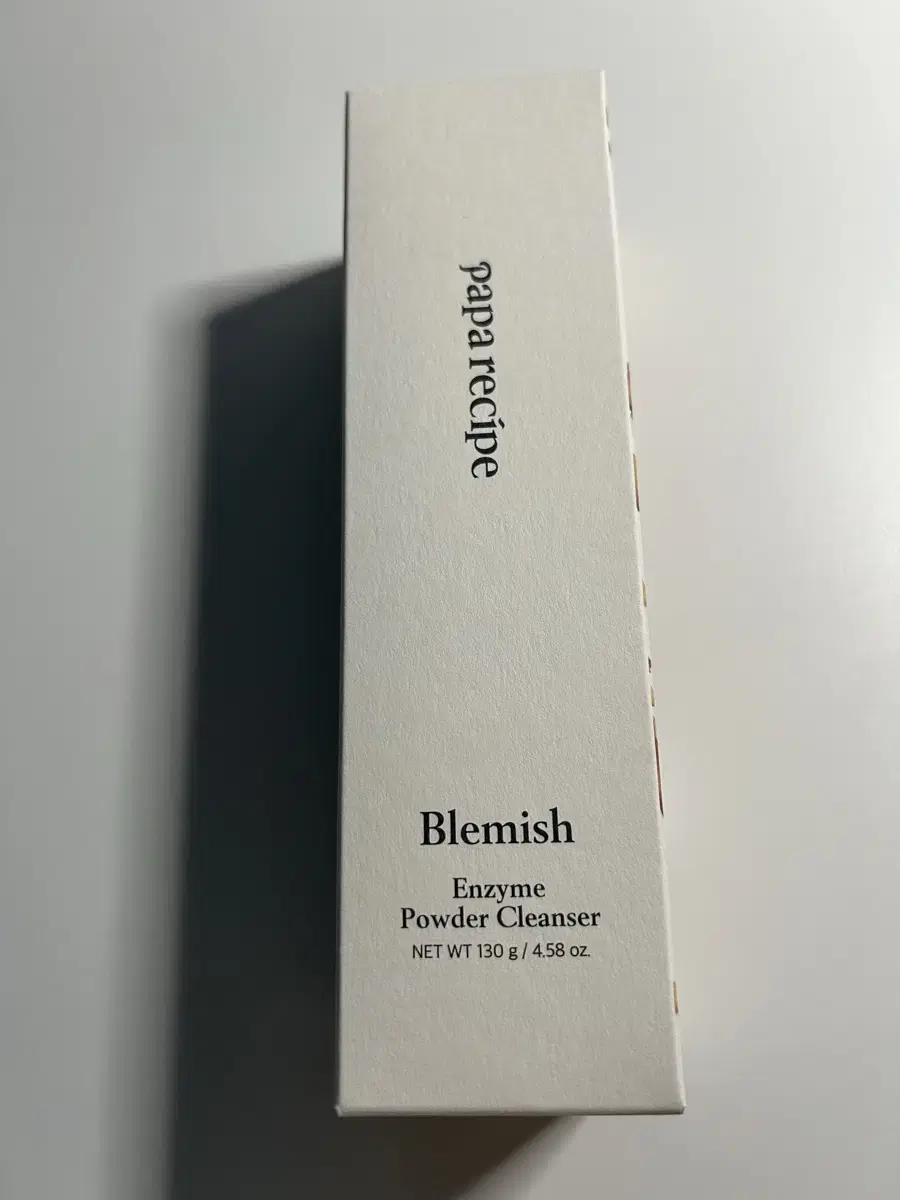 papa recipe
Blemish
Enzyme
Powder Cleanser
NET WT 130 g / 4.58 oz.